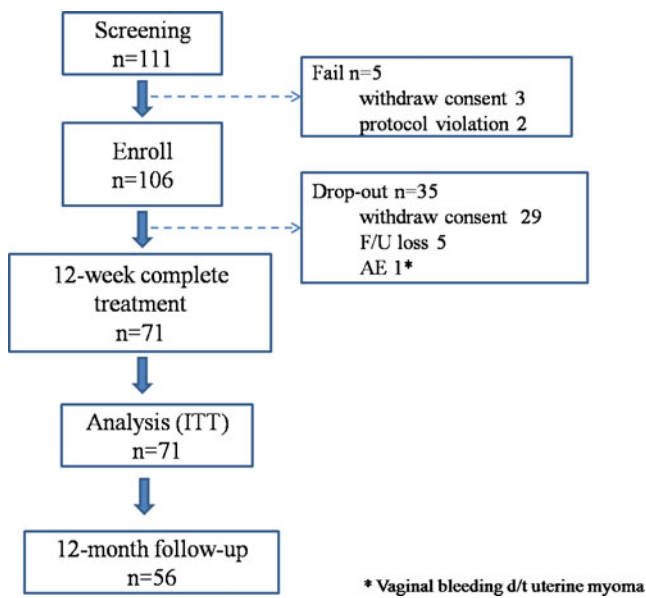 Screening
n=111
Fail n=5
withdraw consent 3
protocol violation 2
Enroll
n=106
Drop-out n=35
withdraw consent 29
F/U loss 5
AE 1*
12-week complete
treatment
n=71
Analysis (ITT)
n=71
12-month follow-up
n=56
* Vaginal bleeding d/t uterine myoma